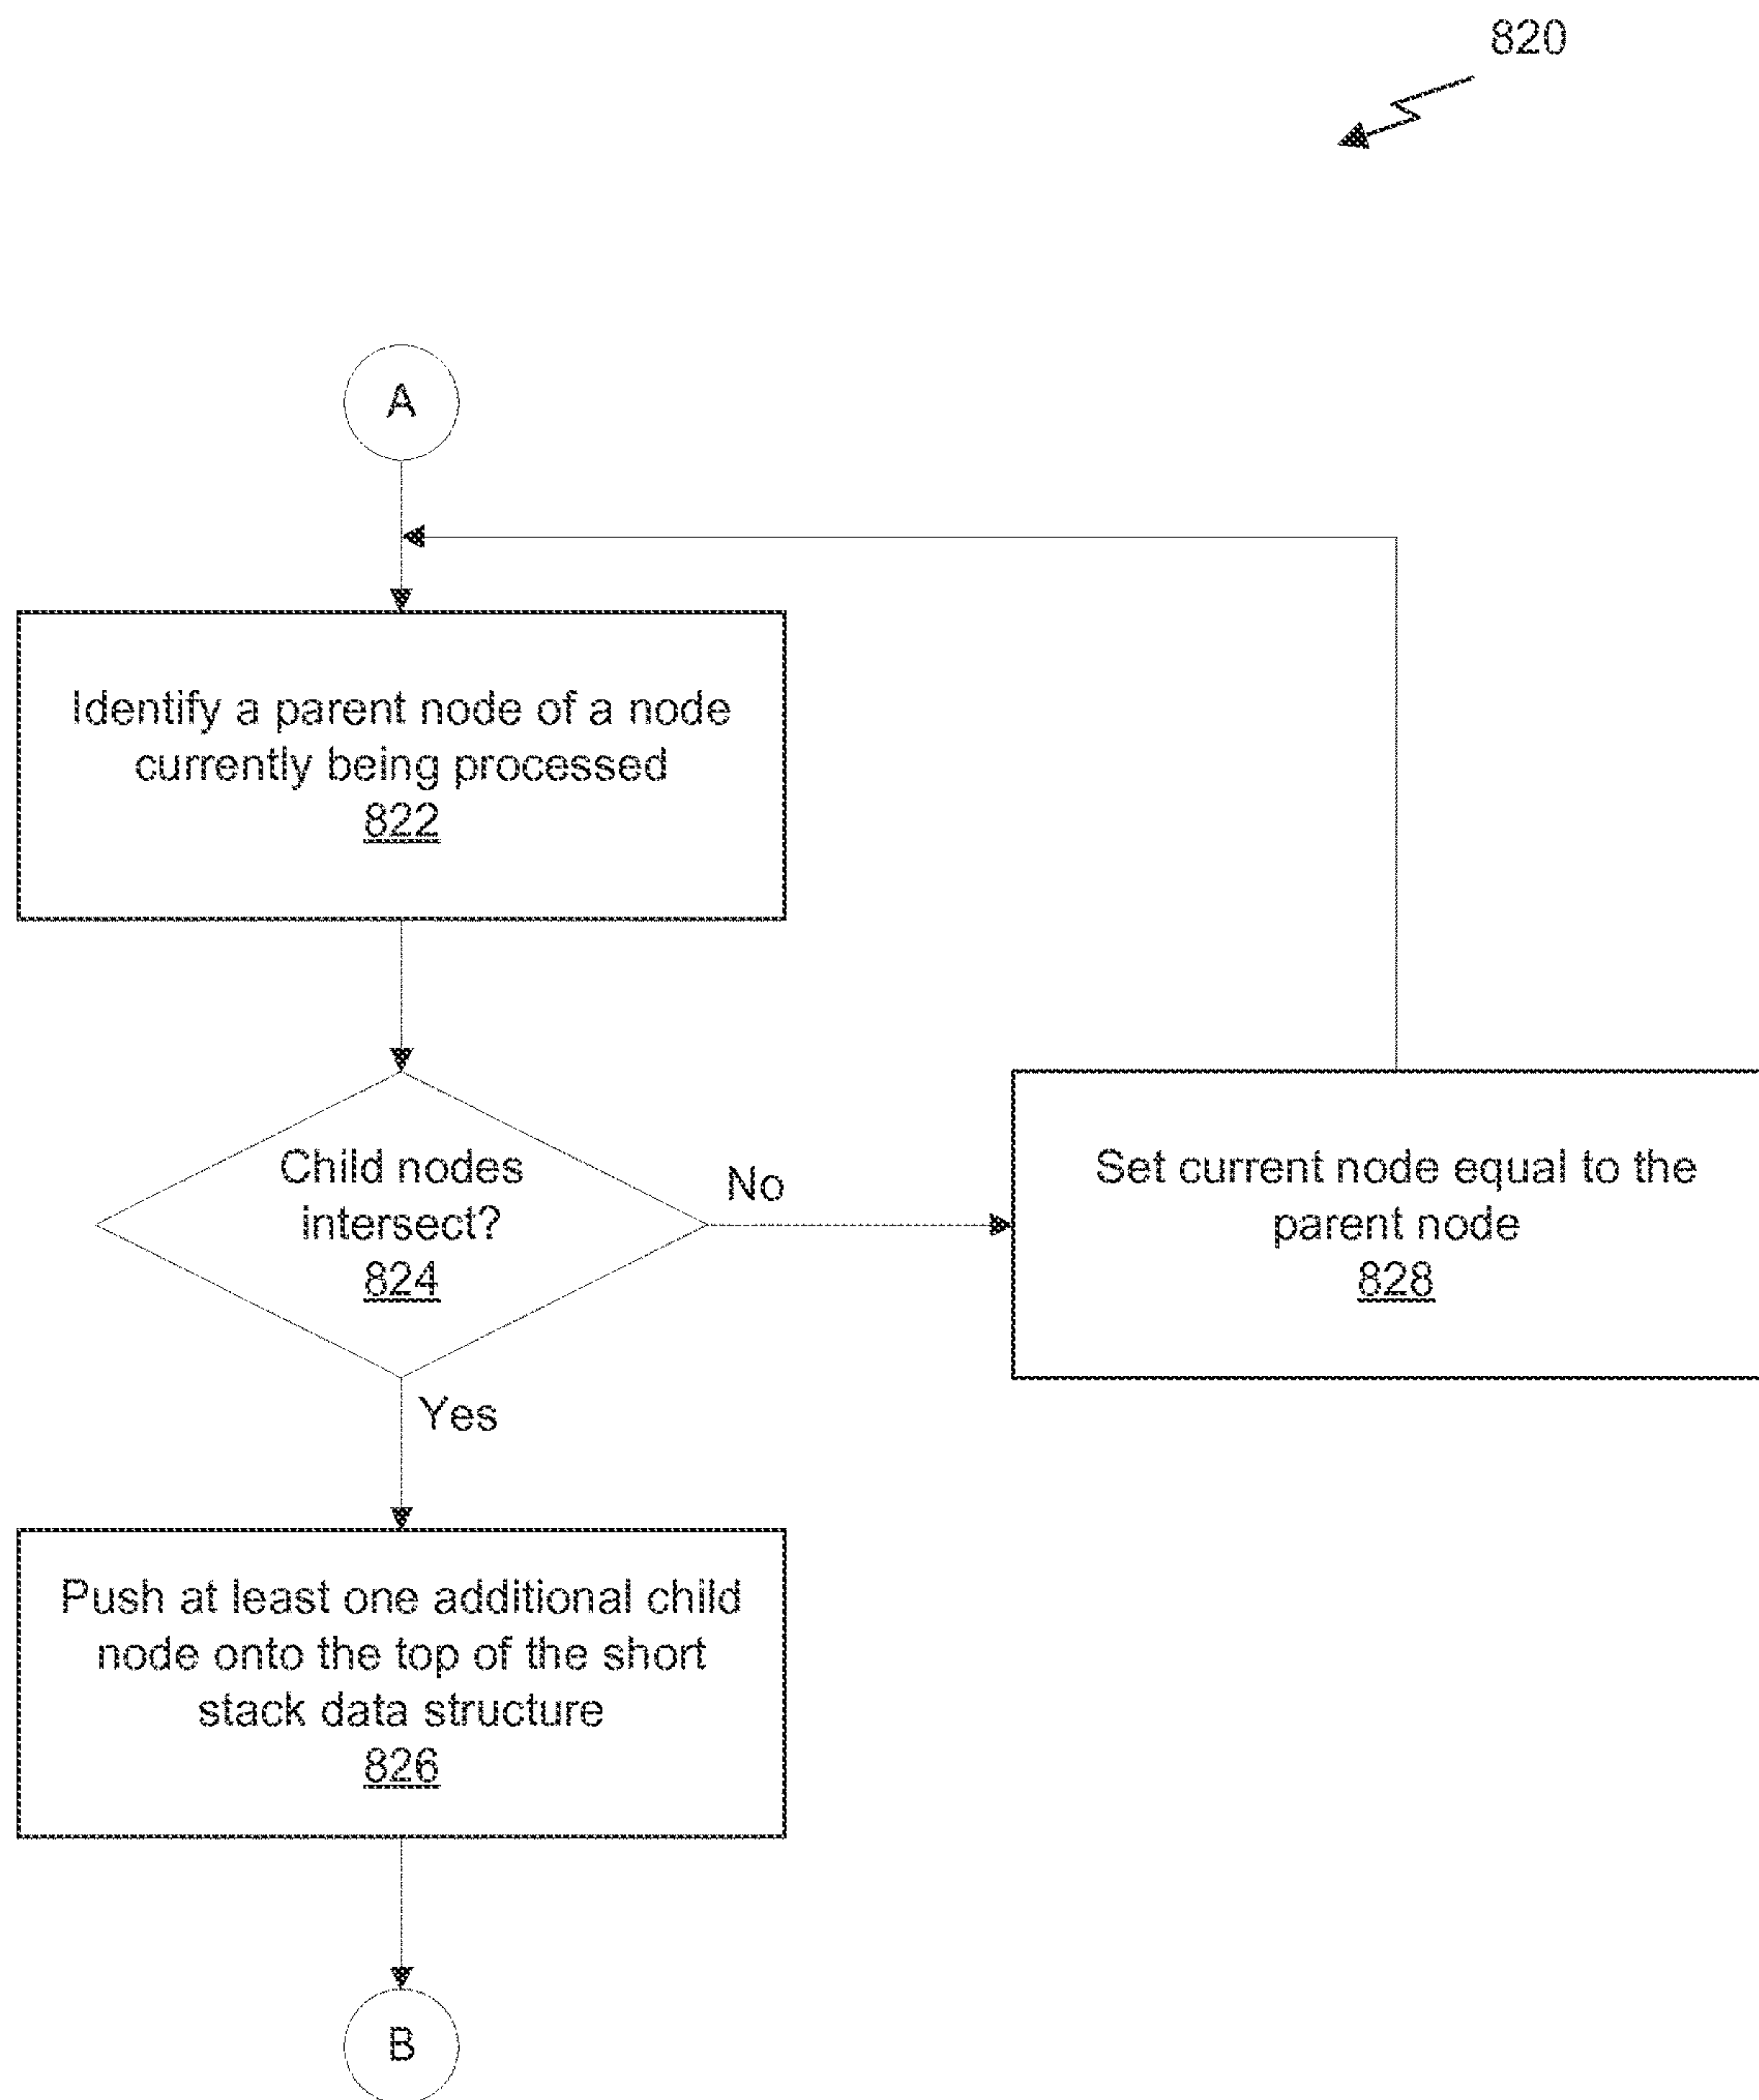 820
A
Identify a parent node of a node
currently being processed
822
Child nodes
intersect?
824
No
Set current node equal to the
parent node
828
Yes
Push at least one additional child
node onto the top of the short
stack data structure
826
B